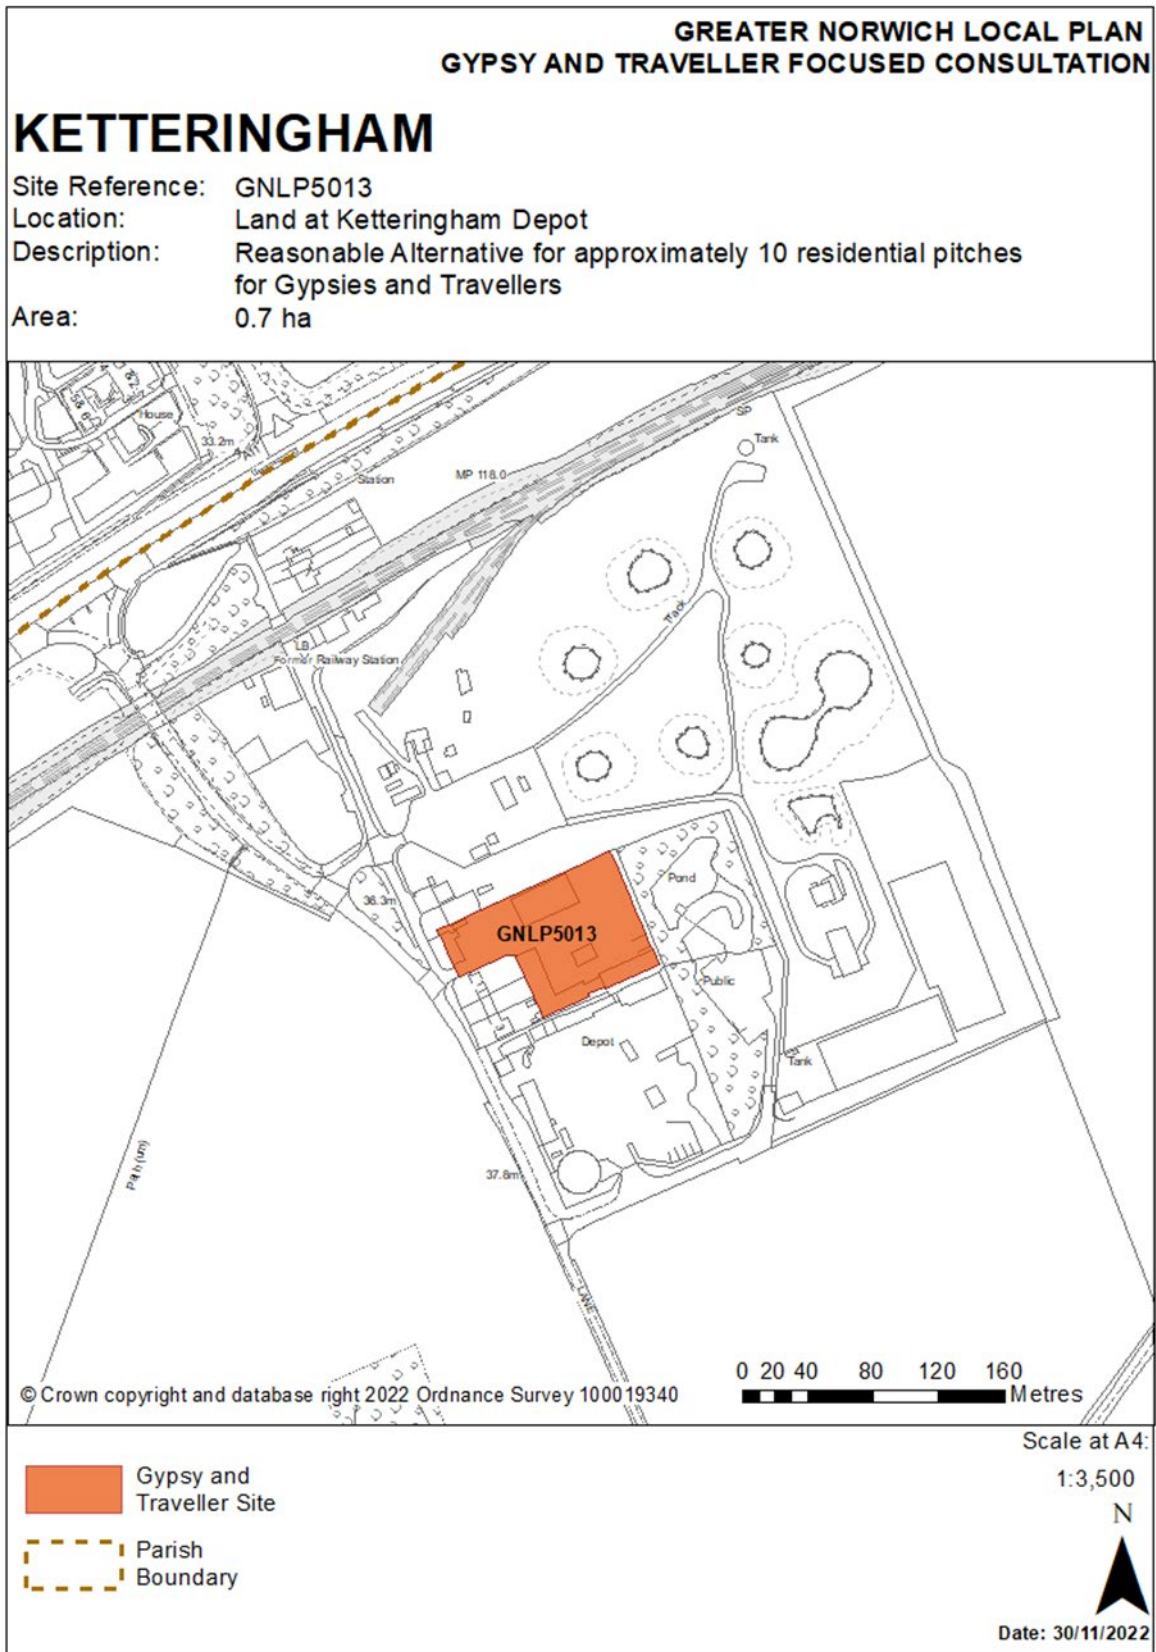 GREATER NORWICH LOCAL PLAN
GYPSY AND TRAVELLER FOCUSED CONSULTATION
KETTERINGHAM
Site Reference: GNLP5013
Location: Land at Ketteringham Depot
Description: Reasonable Alternative for approximately 10 residential pitches
for Gypsies and Travellers
Area: 0.7 ha
House
33.2m
Station
MP 118.0
SP
Tank
Track
LB
Former Railway Station
36.3m
Pond
GNLP5013
Public
Depot
Tank
Path (um)
37.8m
LANE
© Crown copyright and database right 2022 Ordnance Survey 100019340
0 20 40 80 120 160
Metres
Scale at A4:
1:3,500
Gypsy and
Traveller Site
N
Parish
Boundary
Date: 30/11/2022